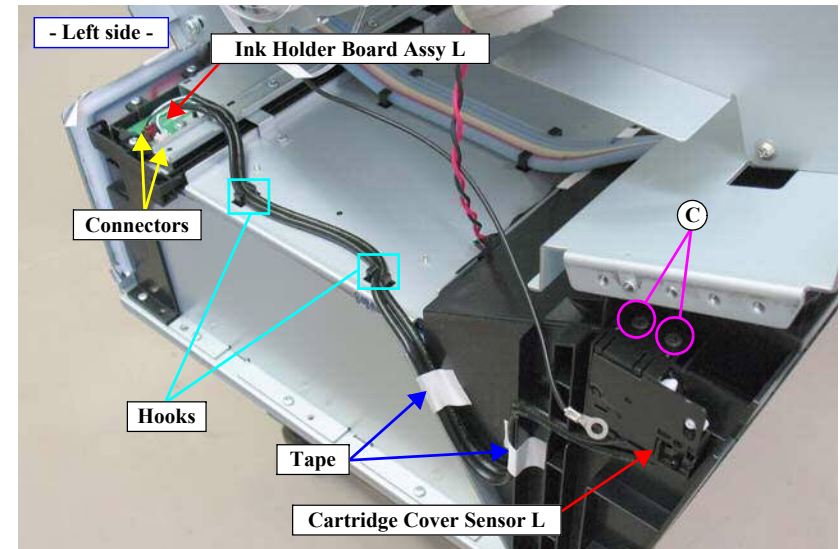 - Left side -
Ink Holder Board Assy L
Connectors
C
Hooks
Tape
Cartridge Cover Sensor L